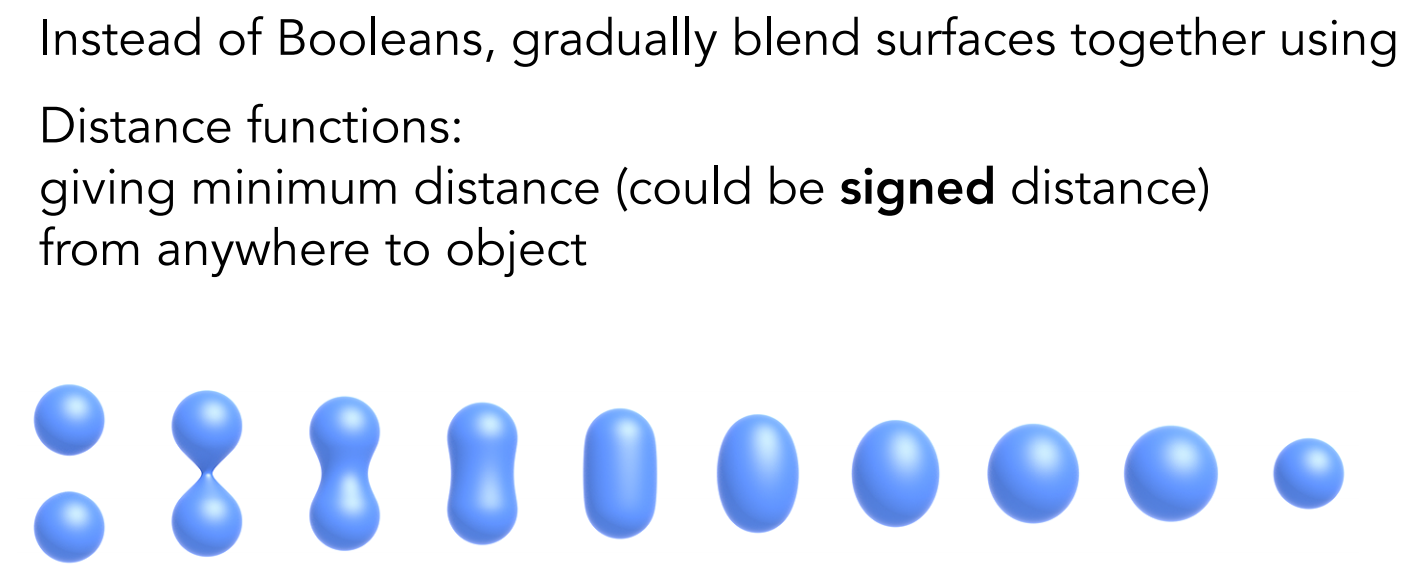 Instead of Booleans, gradually blend surfaces together using
Distance functions:
giving minimum distance (could be signed distance)
from anywhere to object